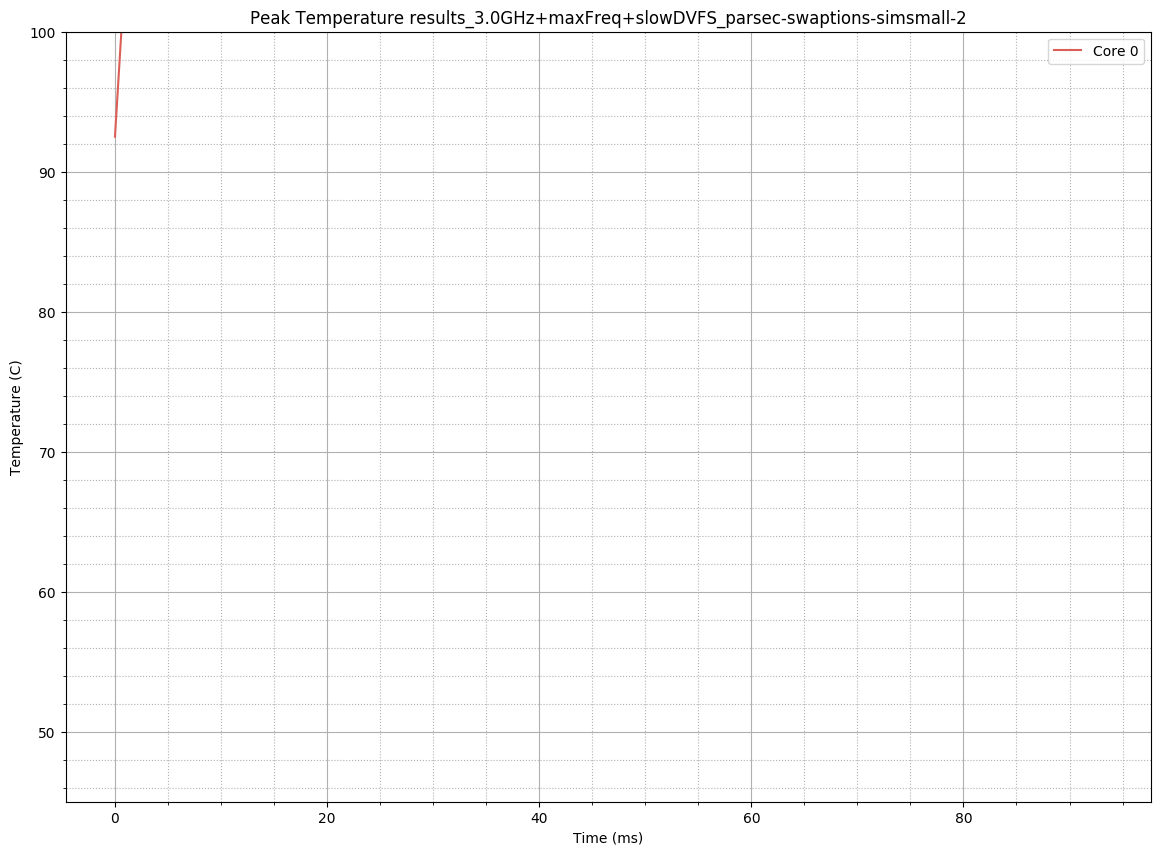 Peak Temperature results_3.0GHz+maxFreq+slowDVFS_parsec-swaptions-simsmall-2
Core 0
100
90
80
70
60
50
Temperature (C)
0 20 40 60 80
Time (ms)